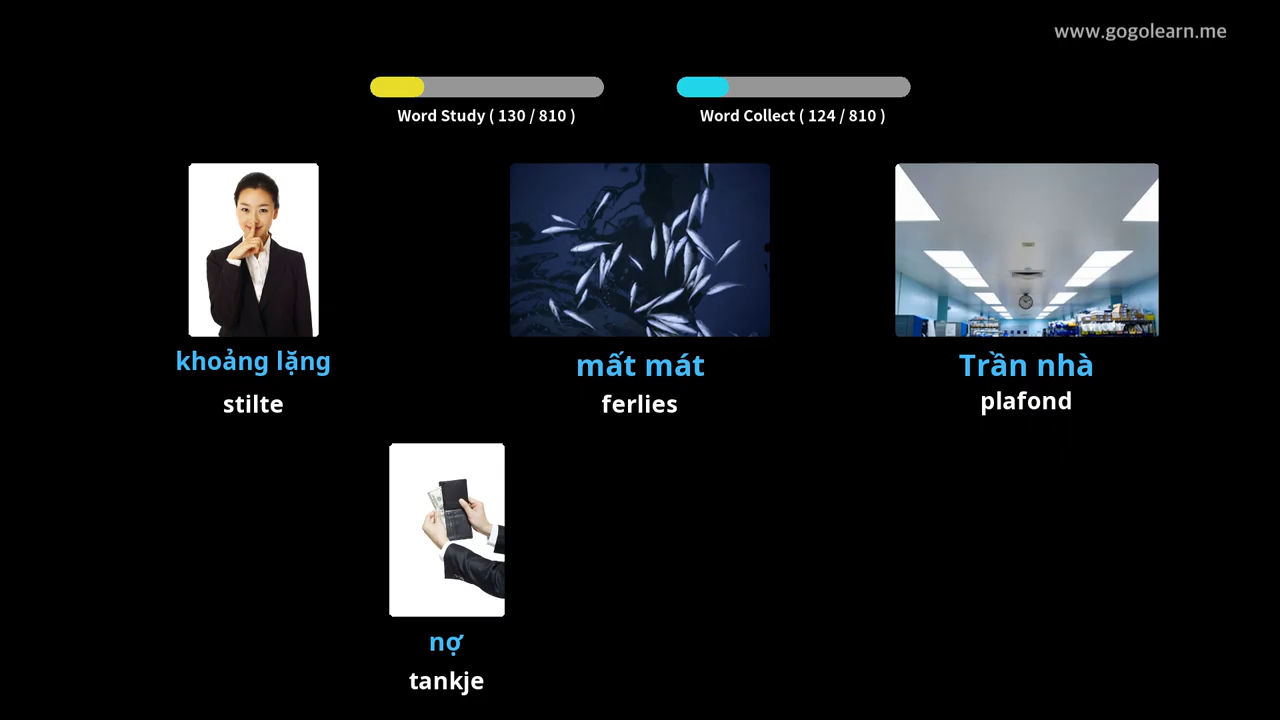 www.gogolearn.me
Word Study ( 130 / 810 )
Word Collect ( 124 / 810 )
khoảng lặng
mất mát
Trần nhà
stilte
ferlies
plafond
nợ
tankje